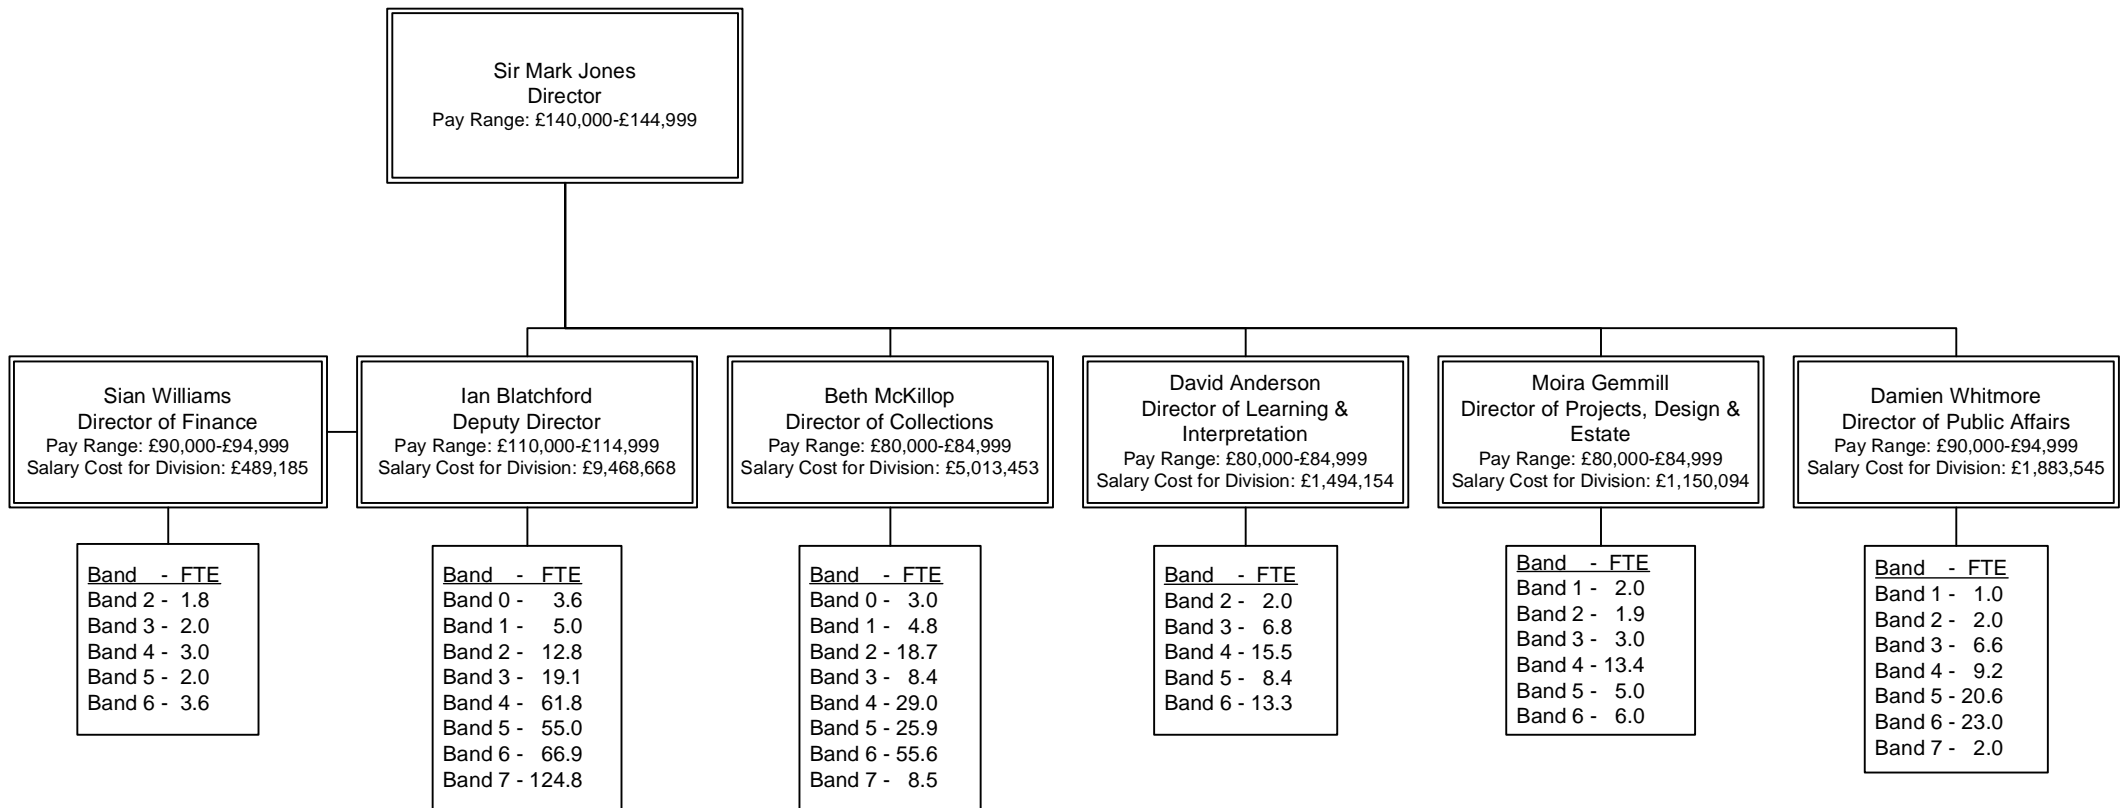 Sir Mark Jones
Director
Pay Range: £140,000-£144,999
Sian Williams
Director of Finance
Pay Range: £90,000-£94,999
Salary Cost for Division: £489,185
Ian Blatchford
Deputy Director
Pay Range: £110,000-£114,999
Salary Cost for Division: £9,468,668
Beth McKillop
Director of Collections
Pay Range: £80,000-£84,999
Salary Cost for Division: £5,013,453
David Anderson
Director of Learning &
Interpretation
Pay Range: £80,000-£84,999
Salary Cost for Division: £1,494,154
Moira Gemmill
Director of Projects, Design &
Estate
Pay Range: £80,000-£84,999
Salary Cost for Division: £1,150,094
Damien Whitmore
Director of Public Affairs
Pay Range: £90,000-£94,999
Salary Cost for Division: £1,883,545
Band - FTE
Band 2 - 1.8
Band 3 - 2.0
Band 4 - 3.0
Band 5 - 2.0
Band 6 - 3.6
Band - FTE
Band 0 - 3.6
Band 1 - 5.0
Band 2 - 12.8
Band 3 - 19.1
Band 4 - 61.8
Band 5 - 55.0
Band 6 - 66.9
Band 7 - 124.8
Band - FTE
Band 0 - 3.0
Band 1 - 4.8
Band 2 - 18.7
Band 3 - 8.4
Band 4 - 29.0
Band 5 - 25.9
Band 6 - 55.6
Band 7 - 8.5
Band - FTE
Band 2 - 2.0
Band 3 - 6.8
Band 4 - 15.5
Band 5 - 8.4
Band 6 - 13.3
Band - FTE
Band 1 - 2.0
Band 2 - 1.9
Band 3 - 3.0
Band 4 - 13.4
Band 5 - 5.0
Band 6 - 6.0
Band - FTE
Band 1 - 1.0
Band 2 - 2.0
Band 3 - 6.6
Band 4 - 9.2
Band 5 - 20.6
Band 6 - 23.0
Band 7 - 2.0